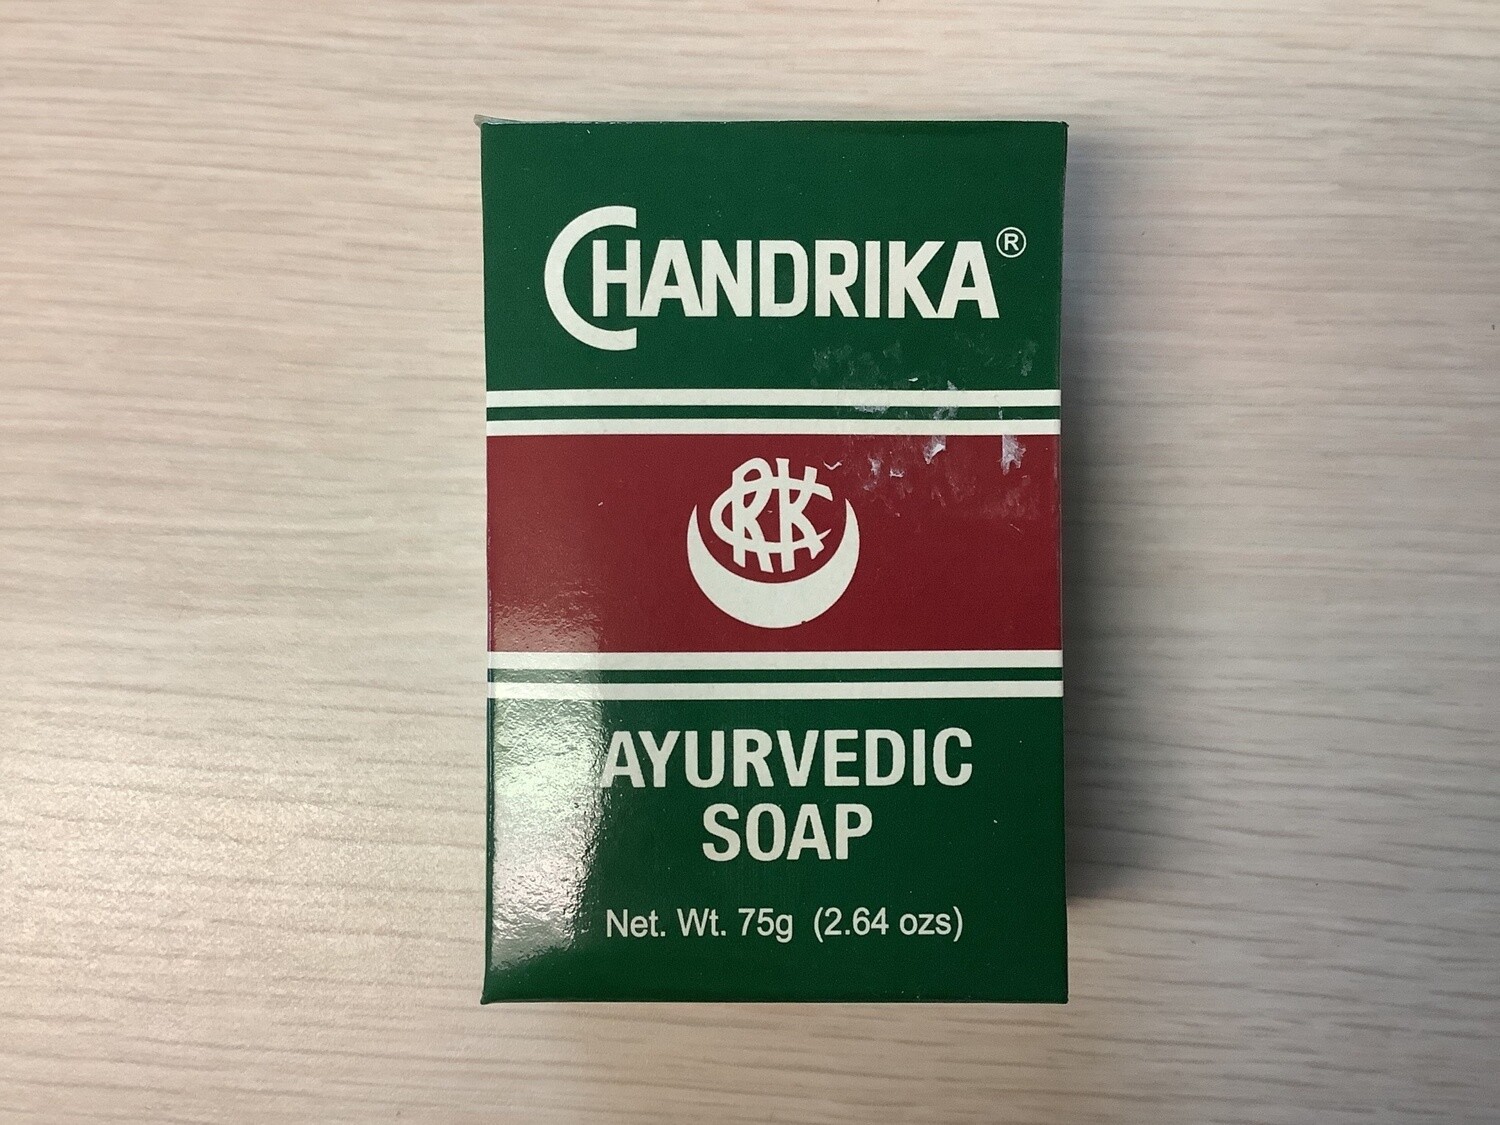 CHANDRIKA®
AYURVEDIC
SOAP
Net. Wt. 75g (2.64 ozs)